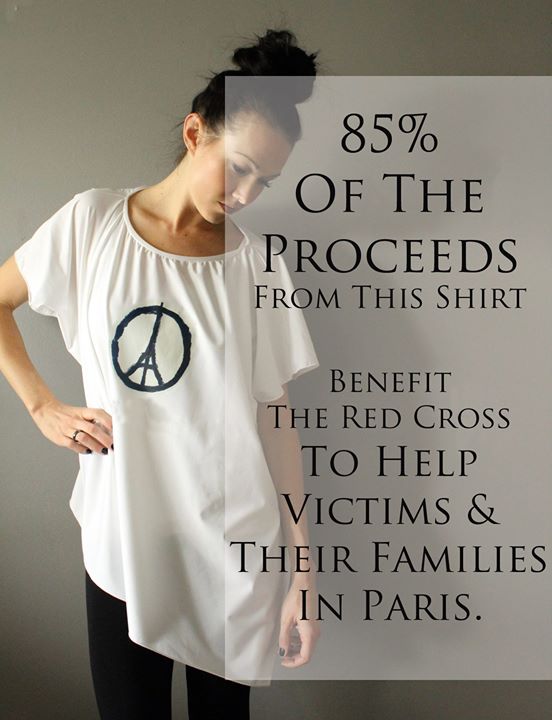 85%
Of The
Proceeds
From This Shirt
Benefit
The Red Cross
To Help
Victims &
Their Families
In Paris.